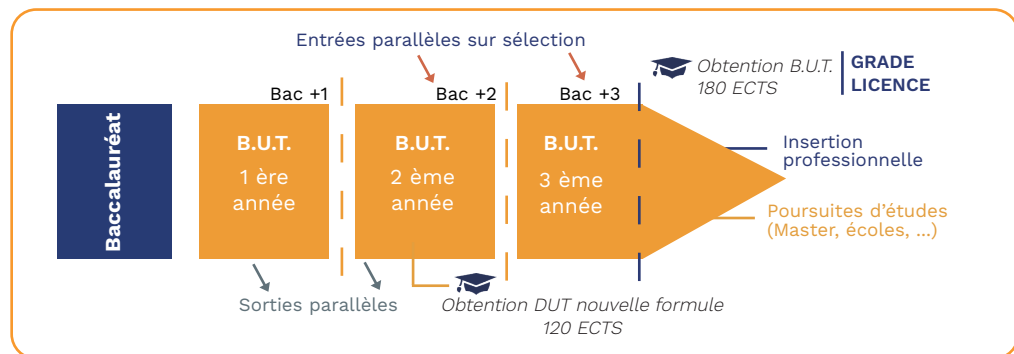 Entrées parallèles sur sélection
Obtention B.U.T.
180 ECTS
GRADE
LICENCE
Bac +1
Bac +2
Bac +3
Baccalauréat
B.U.T.
1 ère
année
B.U.T.
2 ème
année
B.U.T.
3 ème
année
Insertion
professionnelle
Poursuites d'études
(Master, écoles, ...)
Sorties parallèles
Obtention DUT nouvelle formule
120 ECTS